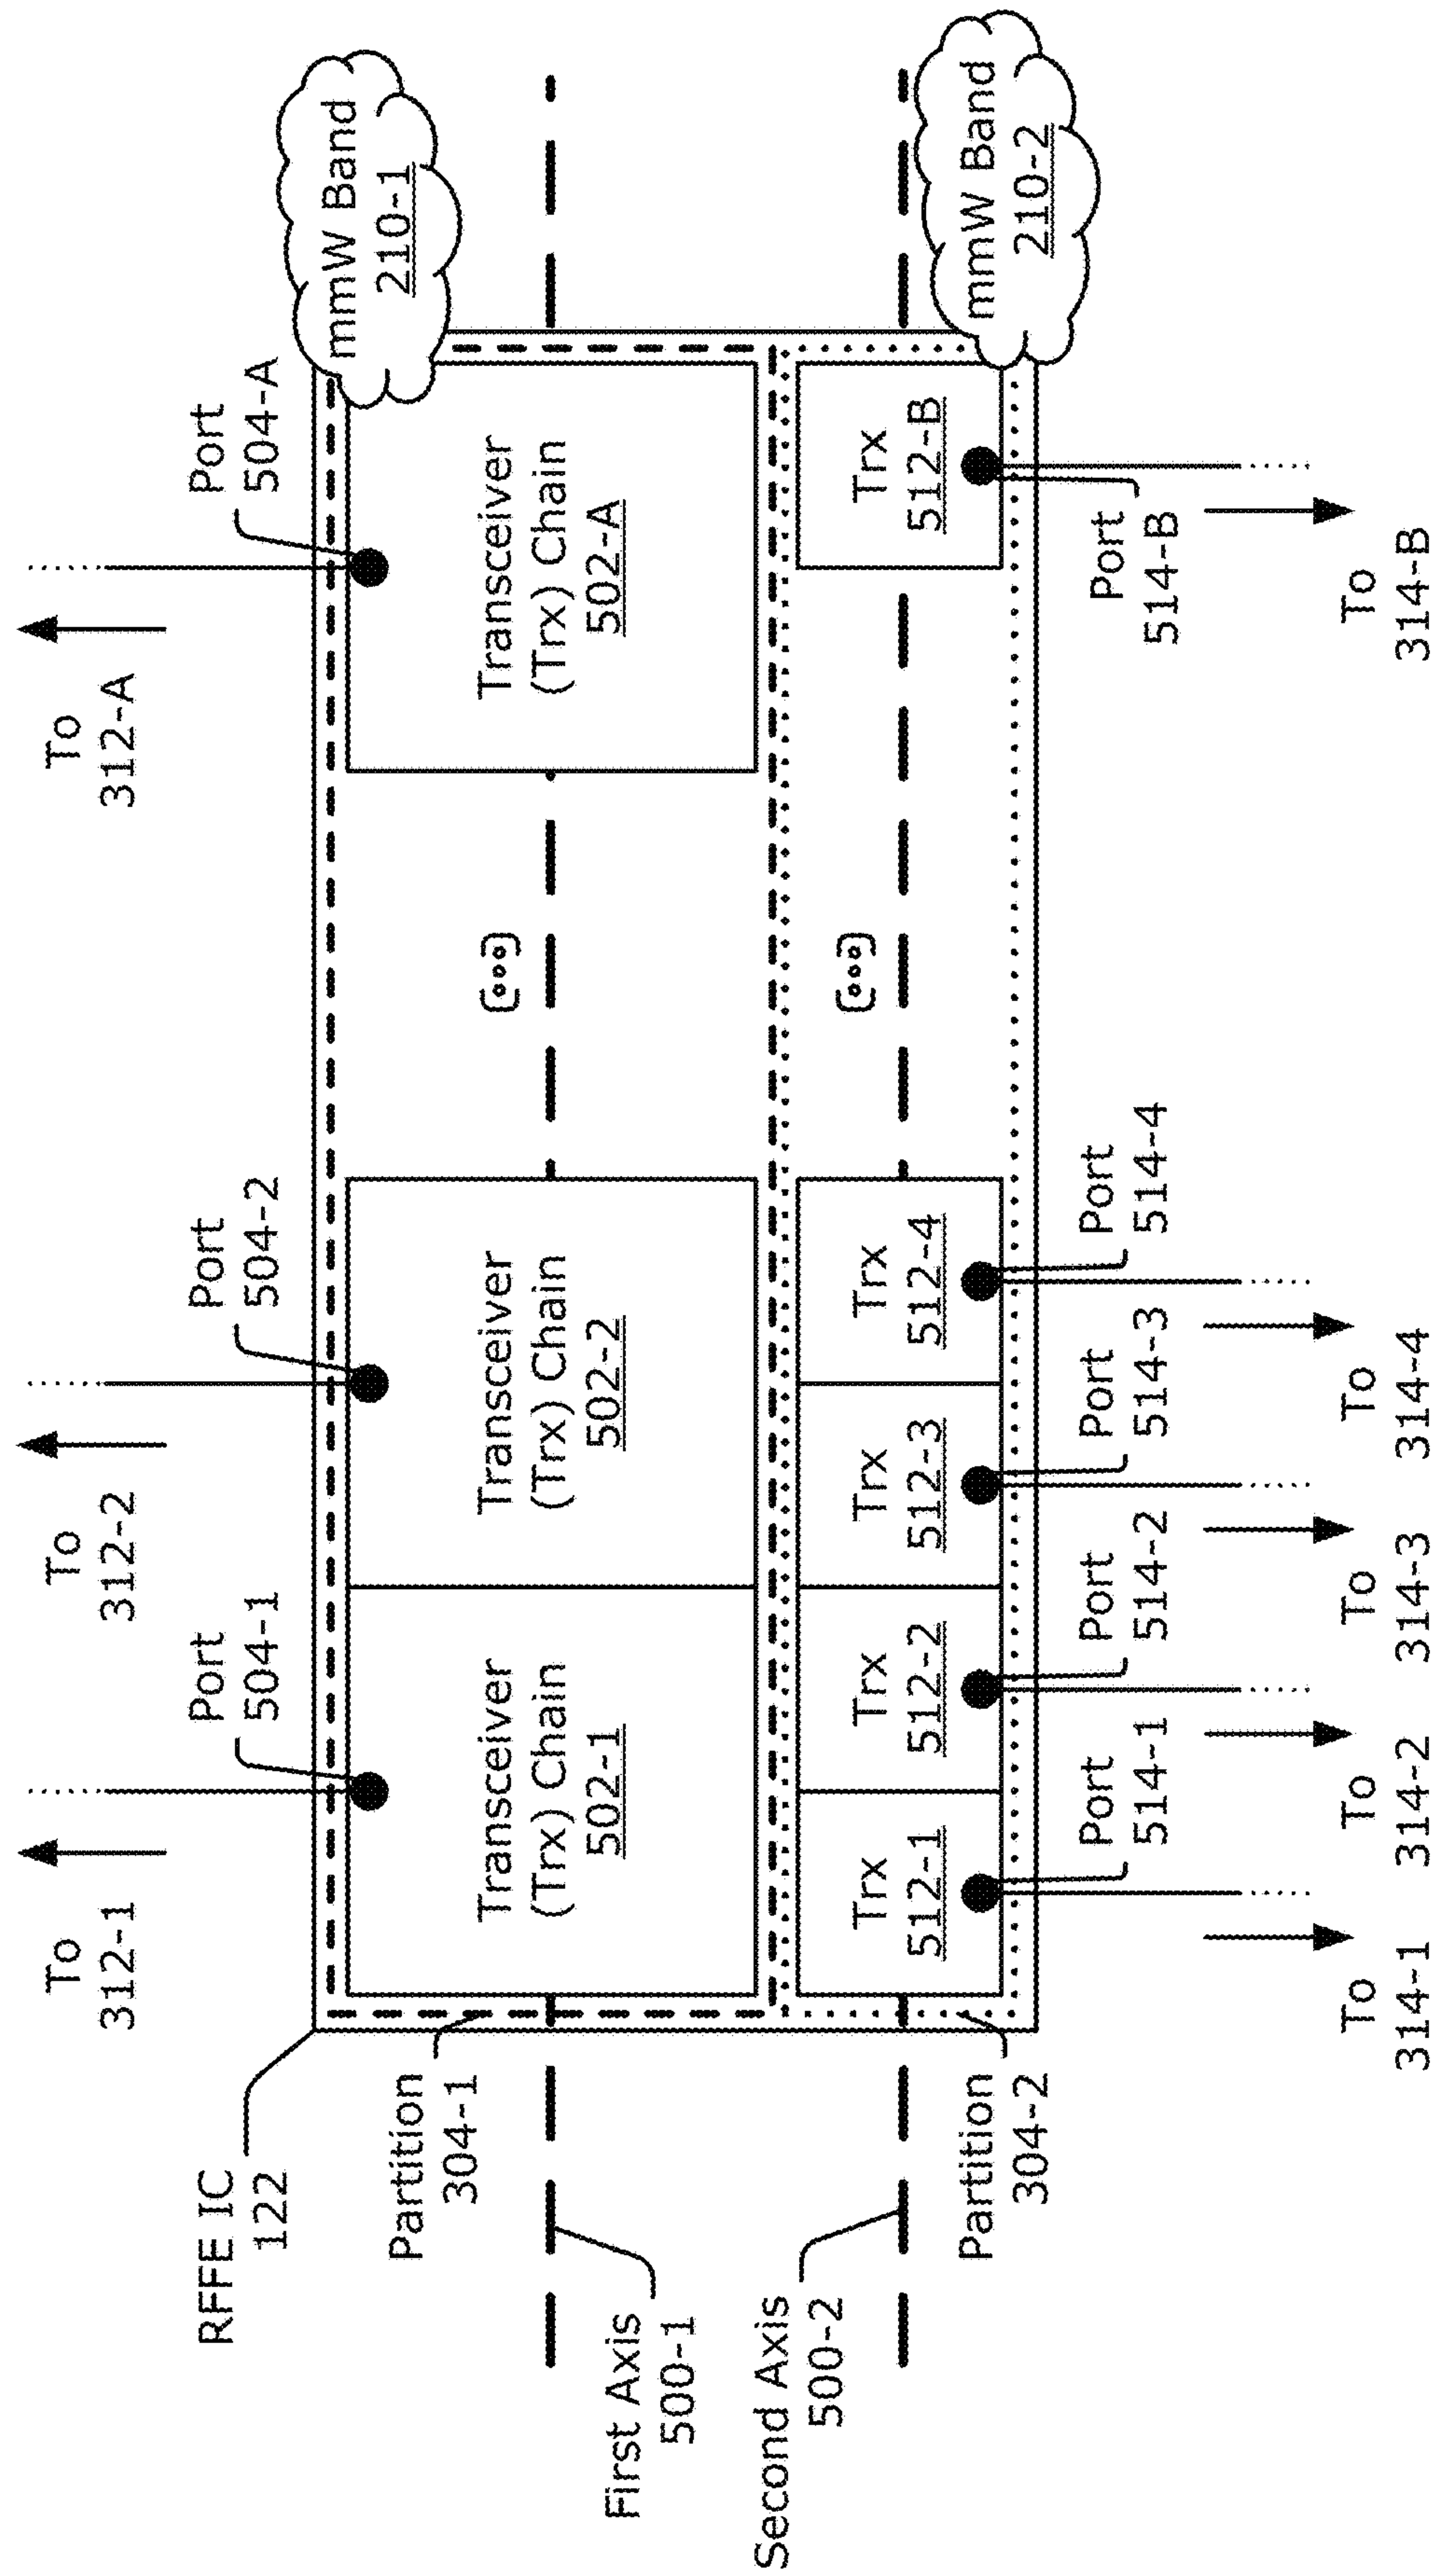 To
312-1
To
312-2
To
312-A
RFFE IC
122
Port
504-1
Port
504-2
Port
504-A
mmW Band
210-1
Partition
304-1
Transceiver
(Trx) Chain
502-1
Transceiver
(Trx) Chain
502-2
Transceiver
(Trx) Chain
502-A
First Axis
500-1
Second Axis
500-2
Trx
512-1
Trx
512-2
Trx
512-3
Trx
512-4
Trx
512-B
Partition
304-2
mmW Band
210-2
Port
514-1
Port
514-2
Port
514-3
Port
514-4
Port
514-B
To
314-1
To
314-2
To
314-3
To
314-4
To
314-B